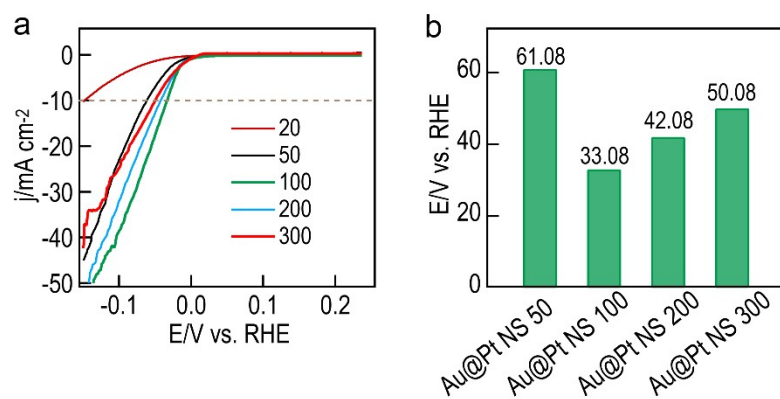 a
0
-10
-20
-30
-40
-50
j/mA cm-2
20
50
100
200
300
-0.1
0.0
0.1
0.2
E/V vs. RHE
b
60
40
20
0
E/V vs. RHE
61.08
33.08
42.08
50.08
Au@Pt NS 50
Au@Pt NS 100
Au@Pt NS 200
Au@Pt NS 300